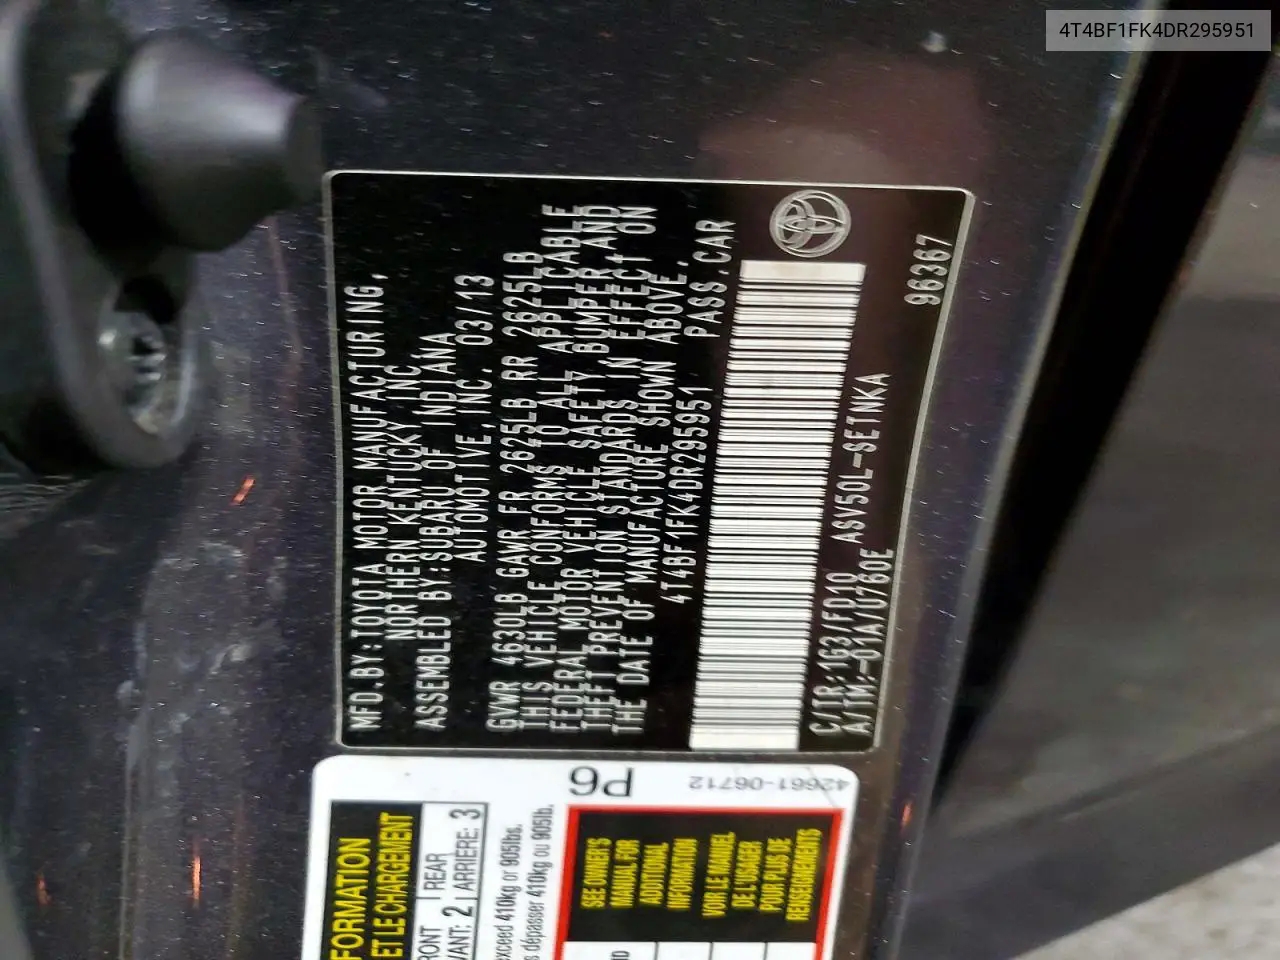 4T4BF1FK4DR295951
MFD.BY:TOYOTA MOTOR MANUFACTURING,
NORTHERN KENTUCKY,INC.
ASSEMBLED BY:SUBARU OF INDIANA
AUTOMOTIVE,INC. 03/13
GVWR 4630LB GAWR FR 2625LB RR 2625LB
THIS VEHICLE CONFORMS TO ALL APPLICABLE
FEDERAL MOTOR VEHICLE SAFETY, BUMPER,AND
THEFT PREVENTION STANDARDS IN EFFECT ON
THE DATE OF MANUFACTURE SHOWN ABOVE.
4T4BF1FK4DR295951 PASS.CAR
C/TR:1G3/FD10 ASV50L-SETNKA
A/TM:-01A/U760E
96367
P6
42661-06712
FORMATION
ET LE CHARGEMENT
RONT REAR
VANT: 2 ARRIERE: 3
exceed 410kg or 905lbs.
s dépasser 410kg ou 905lb.
SEE OWNER'S
MANUAL FOR
ADDITIONAL
INFORMATION
VOIR LE MANUEL
DE L'USAGER
POUR PLUS DE
RENSEIGNEMENTS